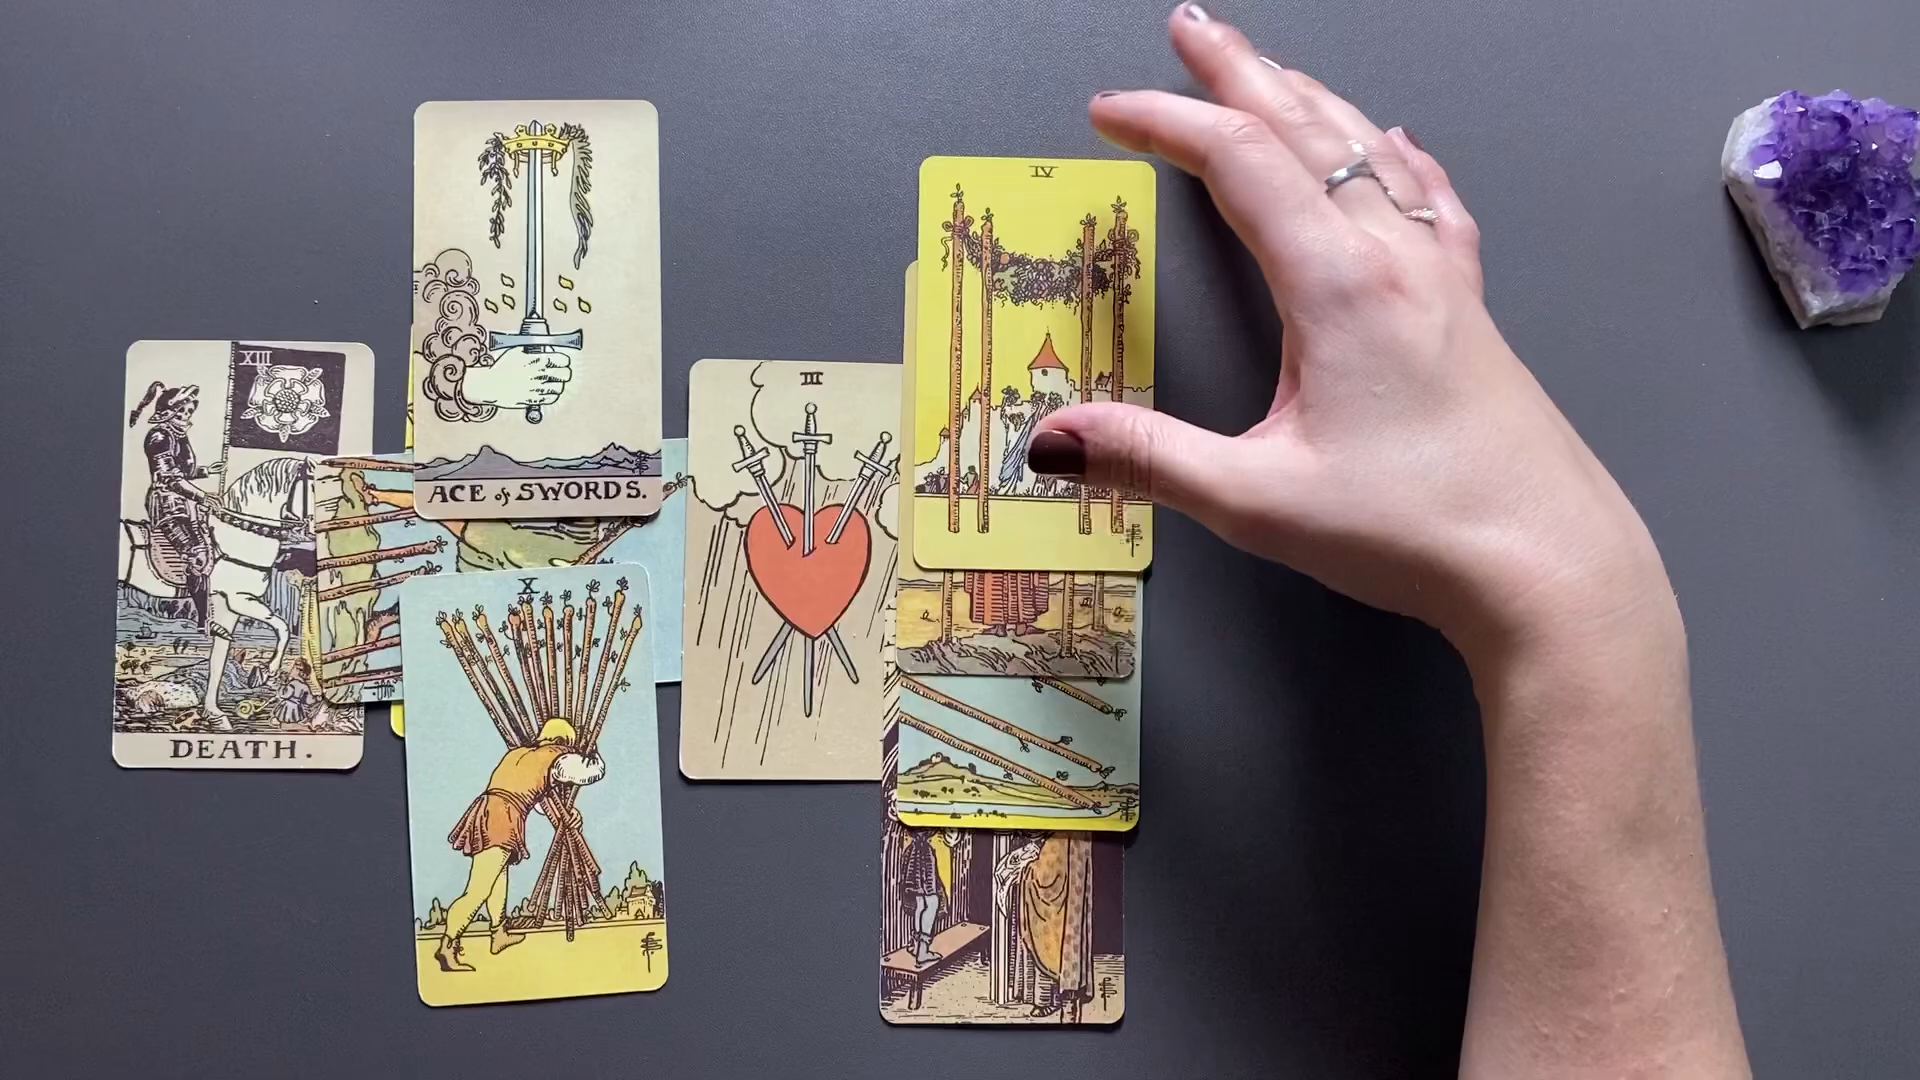 XIII
DEATH.
ACE of SWORDS.
X
III
IV